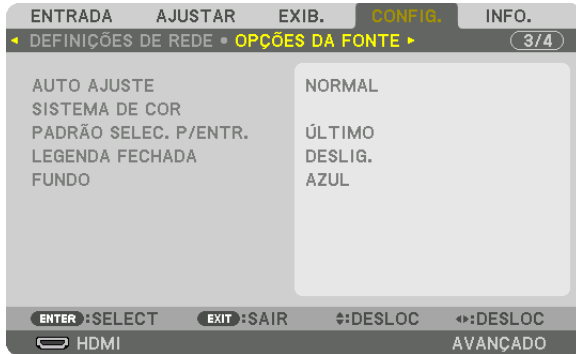 ENTRADA AJUSTAR EXIB. CONFIG. INFO.
DEFINIÇÕES DE REDE • OPÇÕES DA FONTE 3/4
AUTO AJUSTE NORMAL
SISTEMA DE COR
PADRÃO SELEC. P/ENTR. ÚLTIMO
LEGENDA FECHADA DESLIG.
FUNDO AZUL
ENTER :SELECT EXIT :SAIR :DESLOC :DESLOC
HDMI AVANÇADO